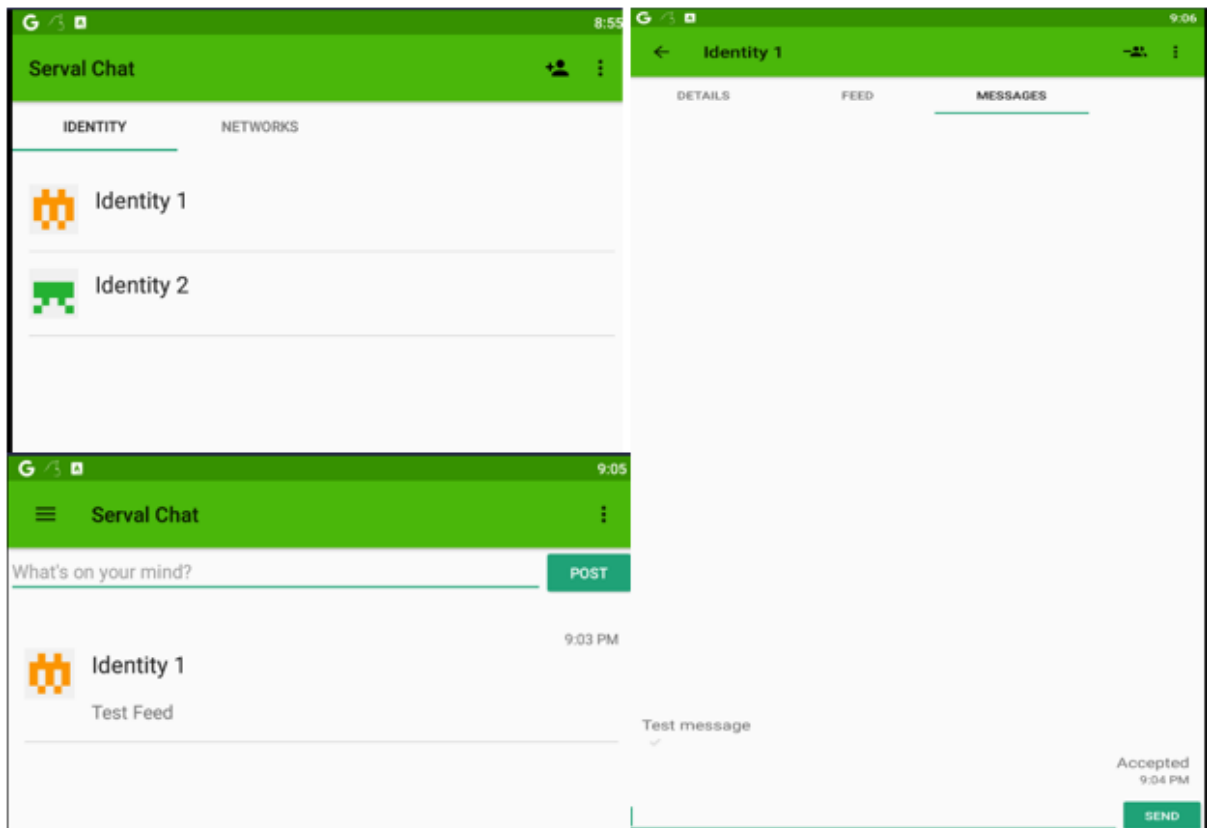 G A 8:55
Serval Chat
IDENTITY NETWORKS
Identity 1
Identity 2
G A 9:05
Serval Chat
What's on your mind? POST
9:03 PM
Identity 1
Test Feed
G A 9:06
Identity 1
DETAILS FEED MESSAGES
Test message
Accepted
9:04 PM
SEND